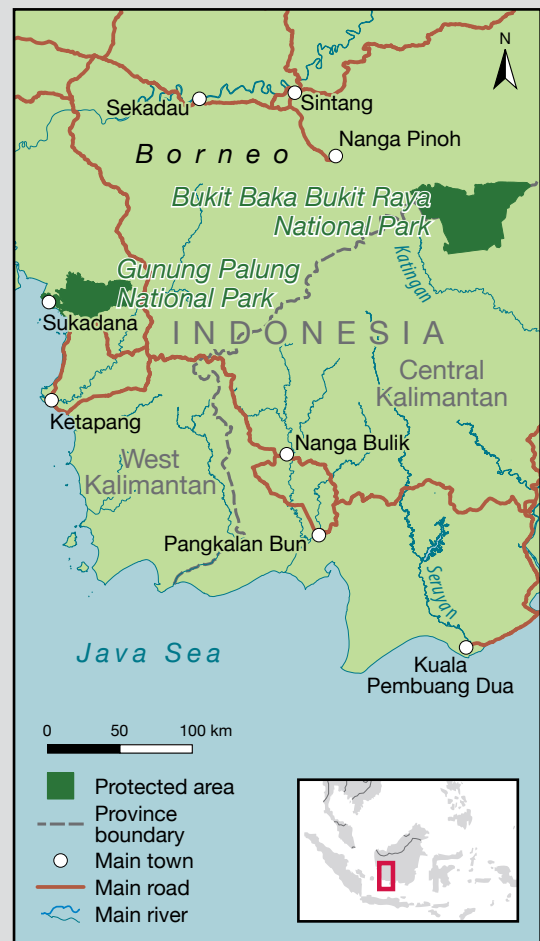 N
Sekadau
Sintang
Nanga Pinoh
Borneo
Bukit Baka Bukit Raya
National Park
Katingan
Gunung Palung
National Park
Sukadana
INDONESIA
Central
Kalimantan
Ketapang
Nanga Bulik
West
Kalimantan
Pangkalan Bun
Seruyan
Java Sea
Kuala
Pembuang Dua
0 50 100 km
Protected area
Province
boundary
Main town
Main road
Main river